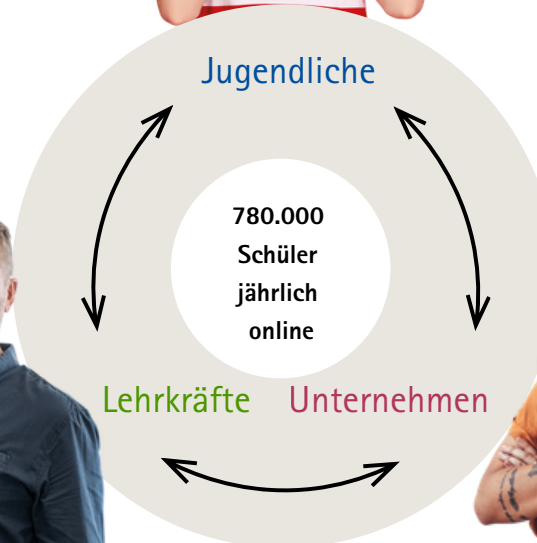 Jugendliche
780.000
Schüler
jährlich
online
Lehrkräfte Unternehmen